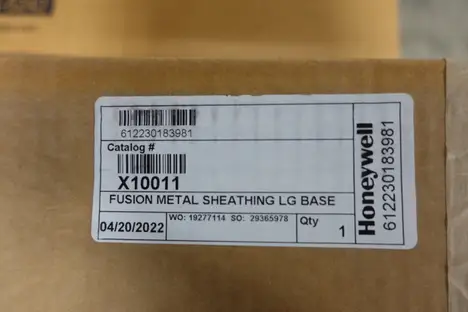 612230183981
Catalog #
X10011
FUSION METAL SHEATHING LG BASE
04/20/2022
WO: 19277114 SO: 29365978
Qty
1
Honeywell
612230183981